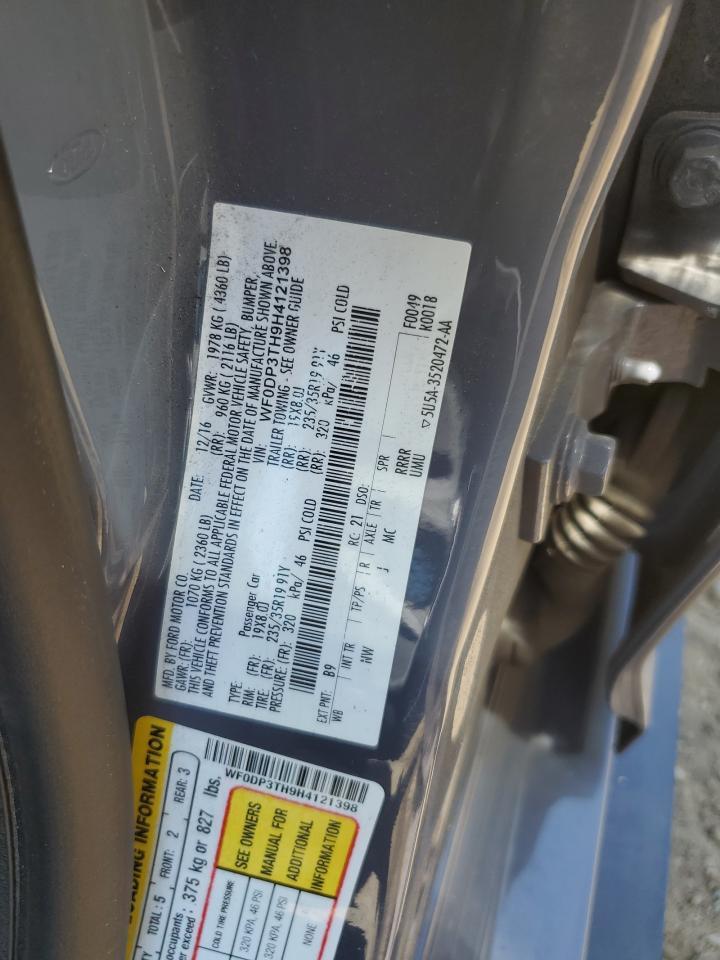 MFD. BY FORD MOTOR CO.
DATE: 12/16 GVWR: 1978 KG ( 4360 LB)
GAWR: (FR): 1070 KG ( 2360 LB) (RR): 960 KG ( 2116 LB)
THIS VEHICLE CONFORMS TO ALL APPLICABLE FEDERAL MOTOR VEHICLE SAFETY, BUMPER,
AND THEFT PREVENTION STANDARDS IN EFFECT ON THE DATE OF MANUFACTURE SHOWN ABOVE.
VIN: WF0DP3TH9H4121398
TYPE: Passenger Car TRAILER TOWING - SEE OWNER GUIDE
RIM: (FR): 19X8.0J (RR): 19X8.0J
TIRE: (FR): 235/35R19 91Y (RR): 235/35R19 91Y
PRESSURE (FR): 320 kPa/ 46 PSI COLD (RR): 320 kPa/ 46 PSI COLD
EXT PNT: B9 RC: 21 DSO: F0049
K0018
WB INT TR TP/PS R AXLE TR SPR
NW J MC RRRR
UMU
5U5A-3520472-AA
LOADING INFORMATION
TOTAL: 5 FRONT: 2 REAR: 3
occupants:
er exceed: 375 kg or 827 lbs.
WF0DP3TH9H4121398
COLD TIRE PRESSURE
320 KPA, 46 PSI
320 KPA, 46 PSI
NONE
SEE OWNERS
MANUAL FOR
ADDITIONAL
INFORMATION